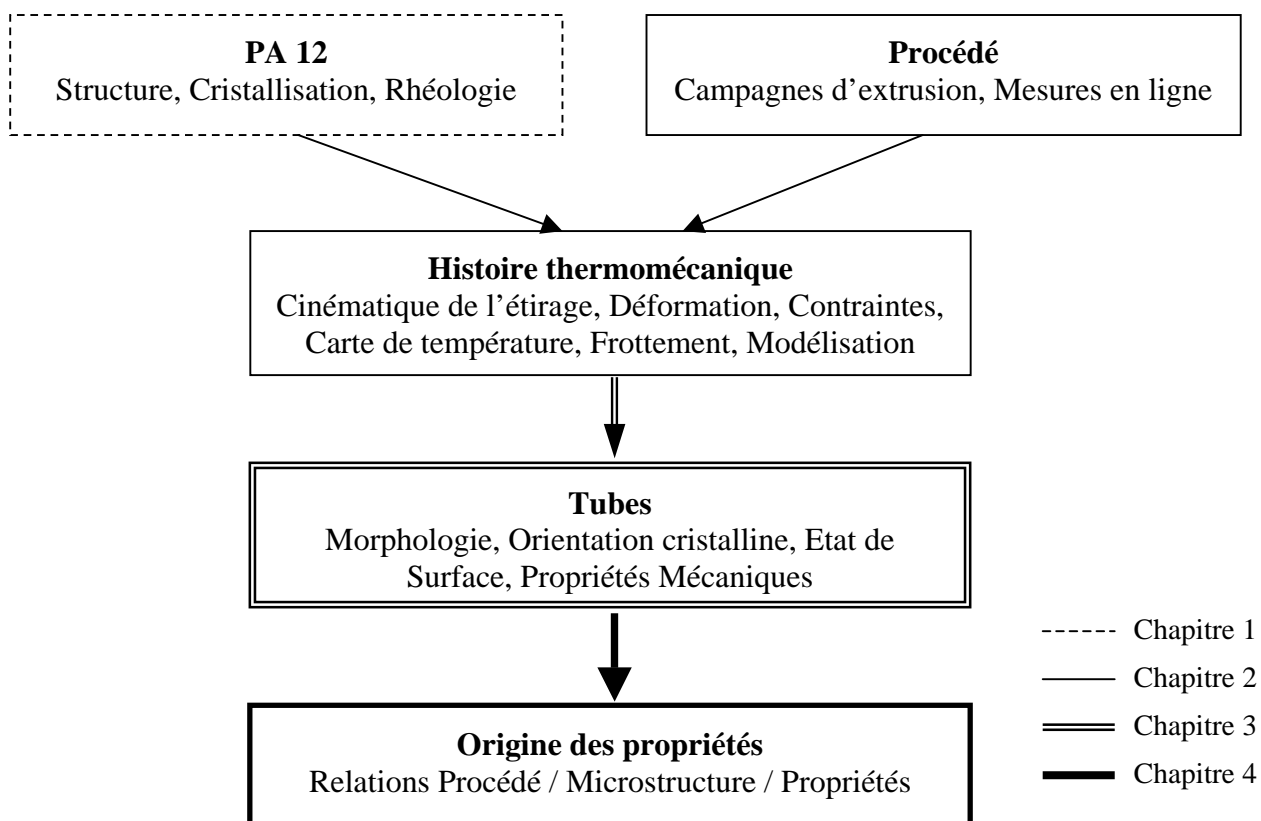 PA 12
Structure, Cristallisation, Rhéologie
Procédé
Campagnes d’extrusion, Mesures en ligne
Histoire thermomécanique
Cinématique de l’étirage, Déformation, Contraintes,
Carte de température, Frottement, Modélisation
Tubes
Morphologie, Orientation cristalline, Etat de
Surface, Propriétés Mécaniques
Origine des propriétés
Relations Procédé / Microstructure / Propriétés
Chapitre 1
Chapitre 2
Chapitre 3
Chapitre 4